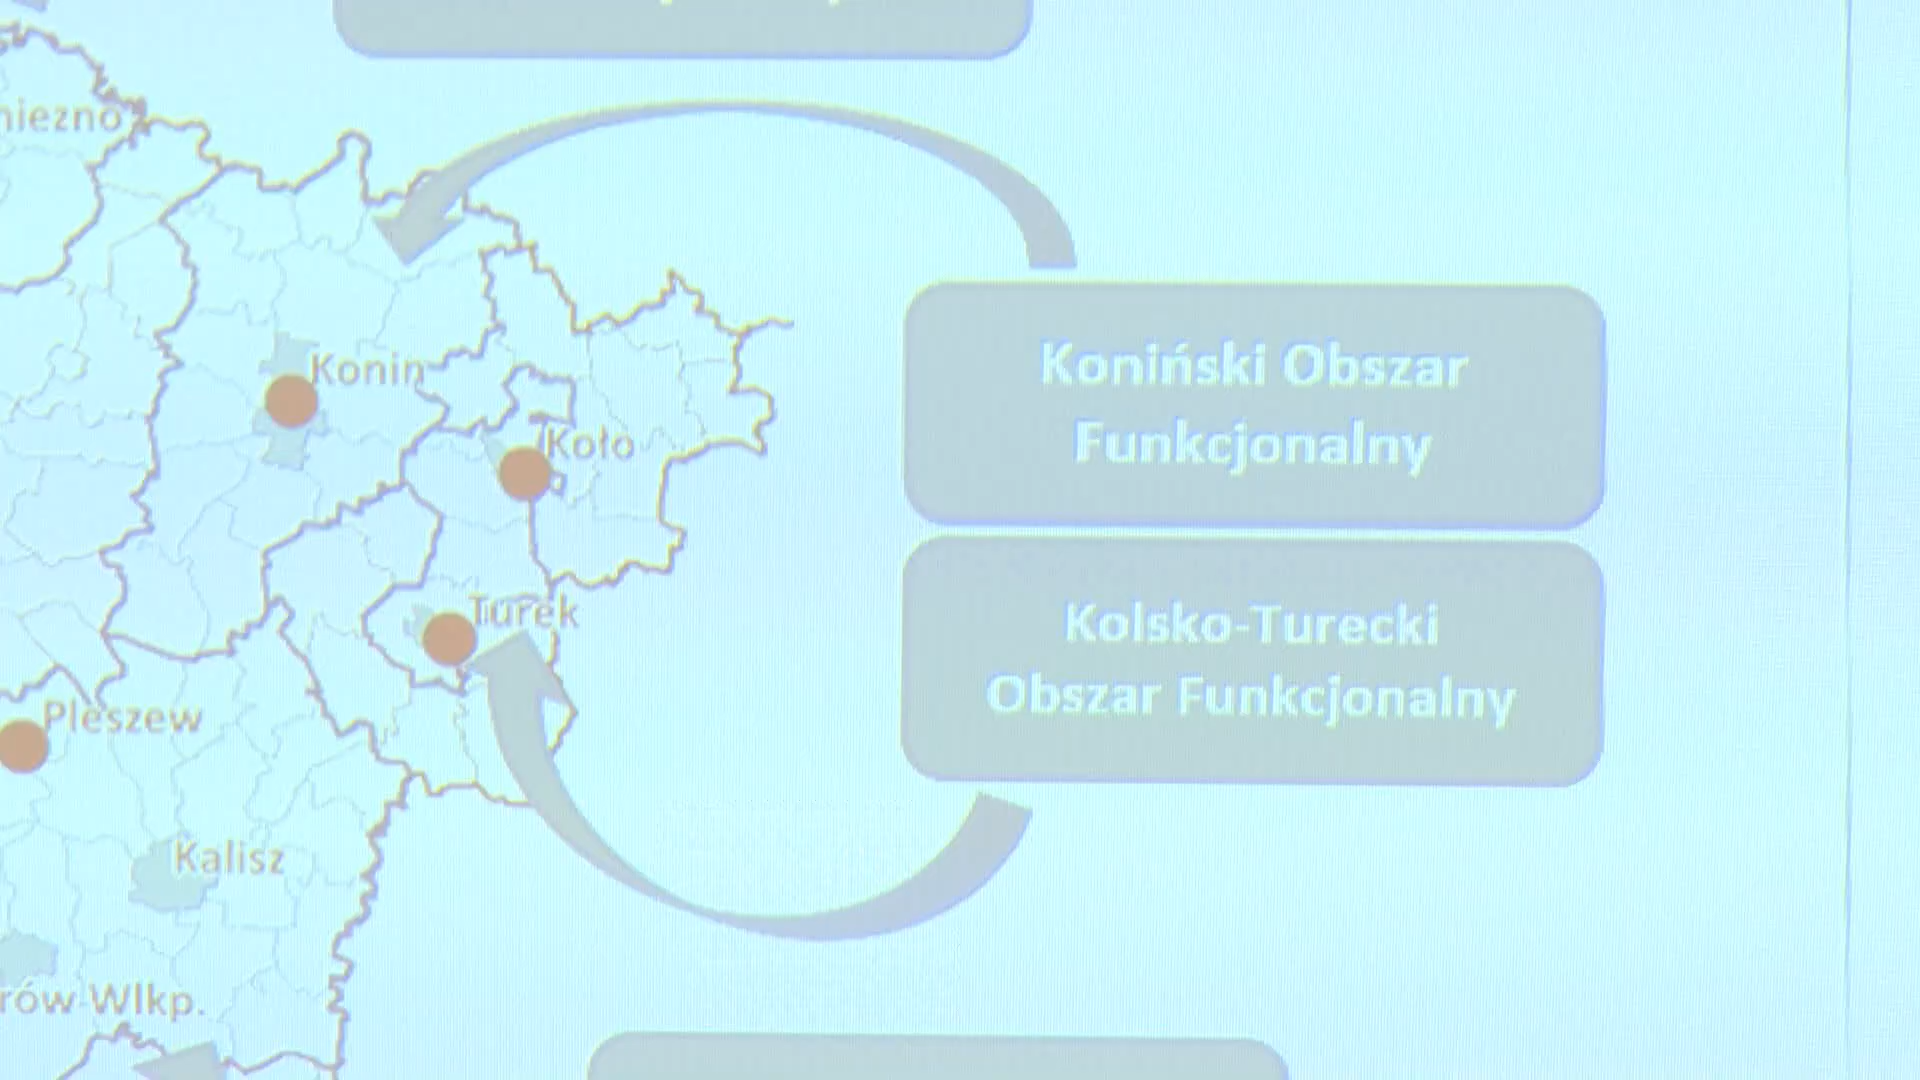 niezno
Konin
Koło
Turek
Pleszew
Kalisz
rów Wlkp.
Koniński Obszar
Funkcjonalny
Kolsko-Turecki
Obszar Funkcjonalny